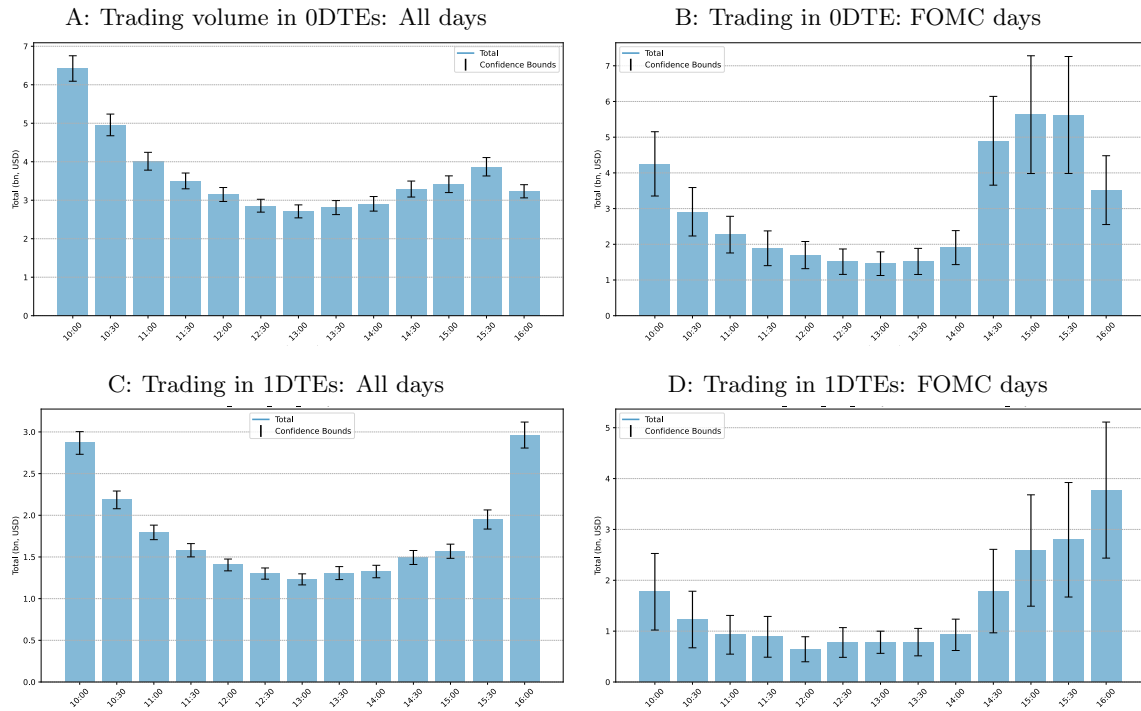 A: Trading volume in 0DTEs: All days
Total (bn, USD)
7
6
5
4
3
2
1
0
Total
Confidence Bounds
10:00 10:30 11:00 11:30 12:00 12:30 13:00 13:30 14:00 14:30 15:00 15:30 16:00
B: Trading in 0DTE: FOMC days
Total (bn, USD)
7
6
5
4
3
2
1
0
Total
Confidence Bounds
10:00 10:30 11:00 11:30 12:00 12:30 13:00 13:30 14:00 14:30 15:00 15:30 16:00
C: Trading in 1DTEs: All days
Total (bn, USD)
3.0
2.5
2.0
1.5
1.0
0.5
0.0
Total
Confidence Bounds
10:00 10:30 11:00 11:30 12:00 12:30 13:00 13:30 14:00 14:30 15:00 15:30 16:00
D: Trading in 1DTEs: FOMC days
Total (bn, USD)
5
4
3
2
1
0
Total
Confidence Bounds
10:00 10:30 11:00 11:30 12:00 12:30 13:00 13:30 14:00 14:30 15:00 15:30 16:00